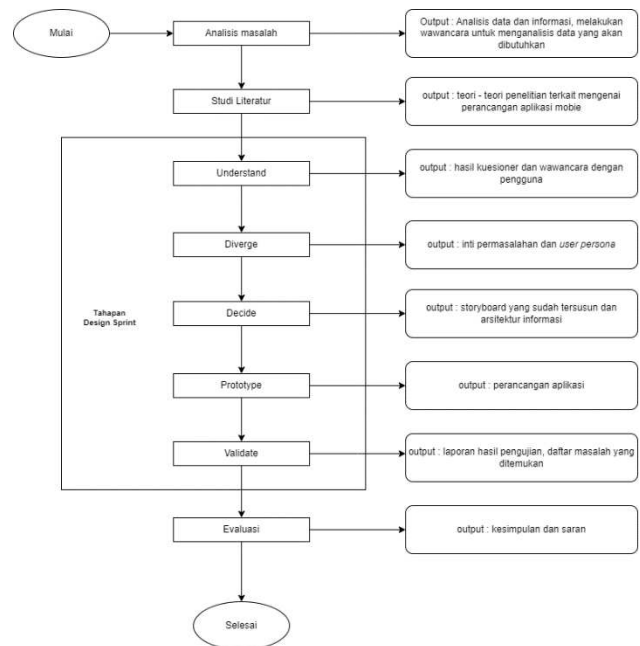 Mulai
Analisis masalah
Output : Analisis data dan informasi, melakukan
wawancara untuk menganalisis data yang akan
dibutuhkan
Studi Literatur
output : teori - teori penelitian terkait mengenai
perancangan aplikasi mobie
Tahapan
Design Sprint
Understand
output : hasil kuesioner dan wawancara dengan
pengguna
Diverge
output : inti permasalahan dan user persona
Decide
output : storyboard yang sudah tersusun dan
arsitektur informasi
Prototype
output : perancangan aplikasi
Validate
output : laporan hasil pengujian, daftar masalah yang
ditemukan
Evaluasi
output : kesimpulan dan saran
Selesai